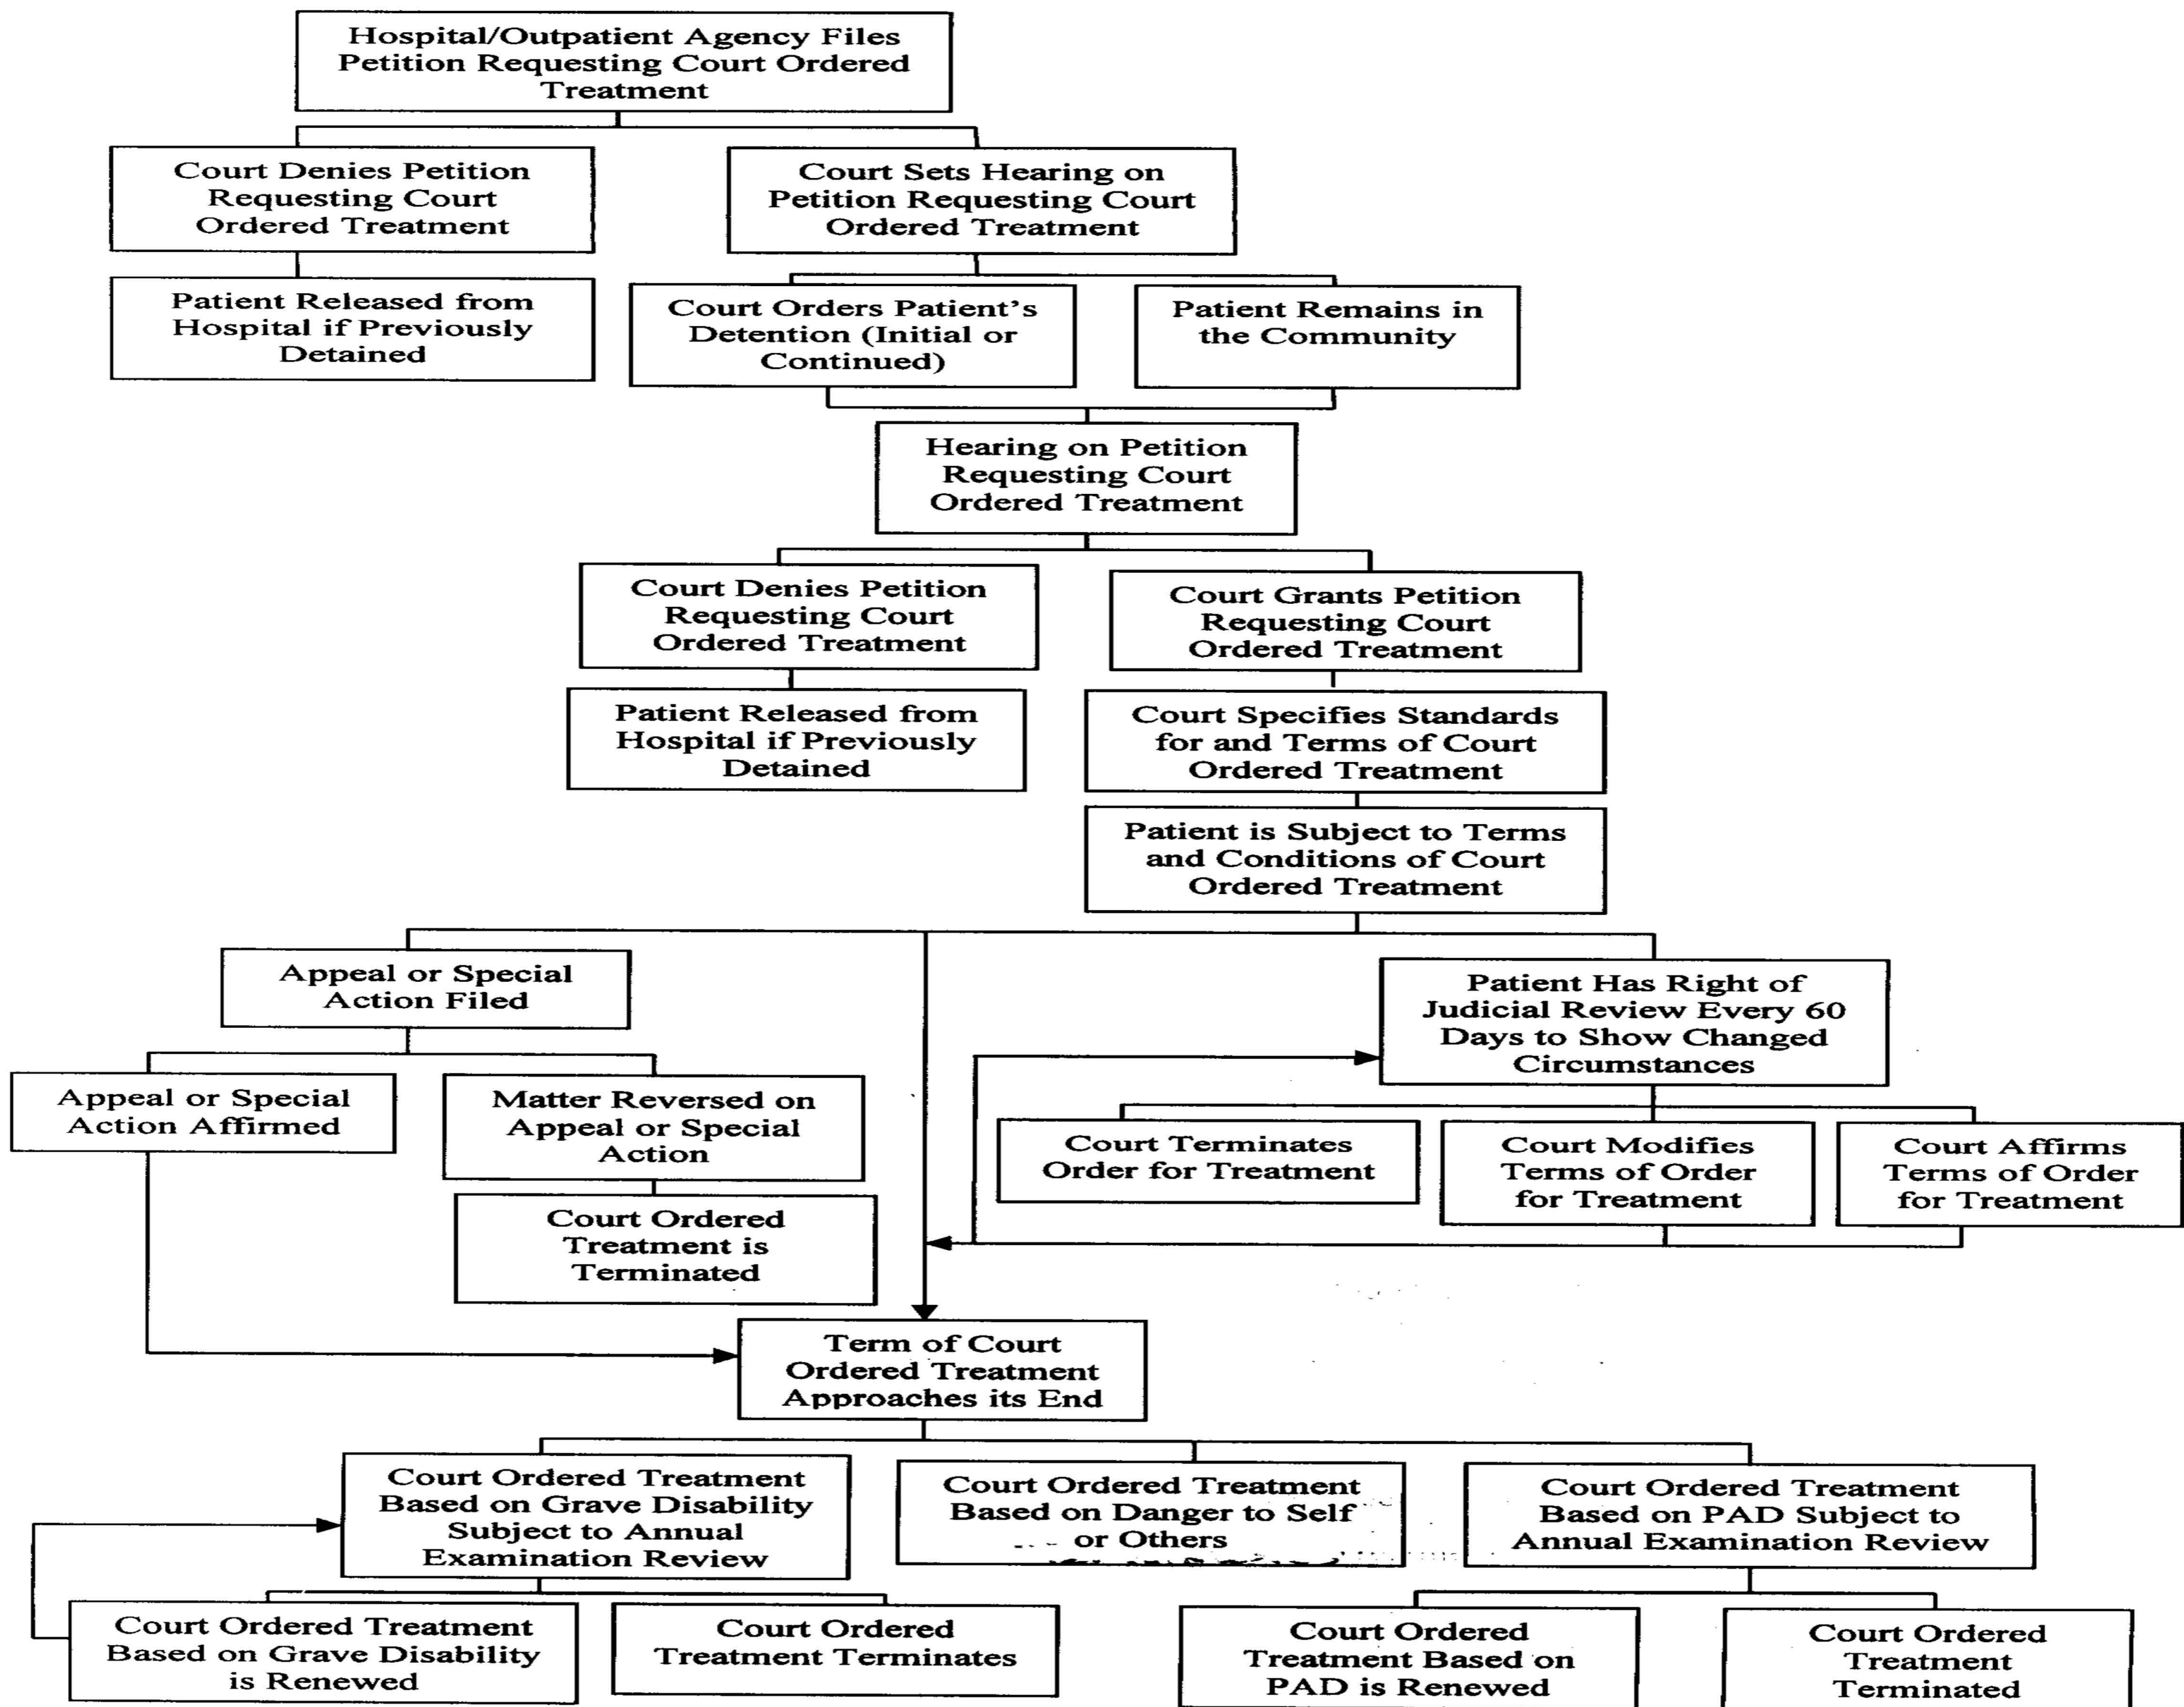 Hospital/Outpatient Agency Files
Petition Requesting Court Ordered
Treatment
Court Denies Petition
Requesting Court
Ordered Treatment
Court Sets Hearing on
Petition Requesting Court
Ordered Treatment
Patient Released from
Hospital if Previously
Detained
Court Orders Patient's
Detention (Initial or
Continued)
Patient Remains in
the Community
Hearing on Petition
Requesting Court
Ordered Treatment
Court Denies Petition
Requesting Court
Ordered Treatment
Court Grants Petition
Requesting Court
Ordered Treatment
Patient Released from
Hospital if Previously
Detained
Court Specifies Standards
for and Terms of Court
Ordered Treatment
Patient is Subject to Terms
and Conditions of Court
Ordered Treatment
Appeal or Special
Action Filed
Patient Has Right of
Judicial Review Every 60
Days to Show Changed
Circumstances
Appeal or Special
Action Affirmed
Matter Reversed on
Appeal or Special
Action
Court Terminates
Order for Treatment
Court Modifies
Terms of Order
for Treatment
Court Affirms
Terms of Order
for Treatment
Court Ordered
Treatment is
Terminated
Term of Court
Ordered Treatment
Approaches its End
Court Ordered Treatment
Based on Grave Disability
Subject to Annual
Examination Review
Court Ordered Treatment
Based on Danger to Self
or Others
Court Ordered Treatment
Based on PAD Subject to
Annual Examination Review
Court Ordered Treatment
Based on Grave Disability
is Renewed
Court Ordered
Treatment Terminates
Court Ordered
Treatment Based on
PAD is Renewed
Court Ordered
Treatment
Terminated